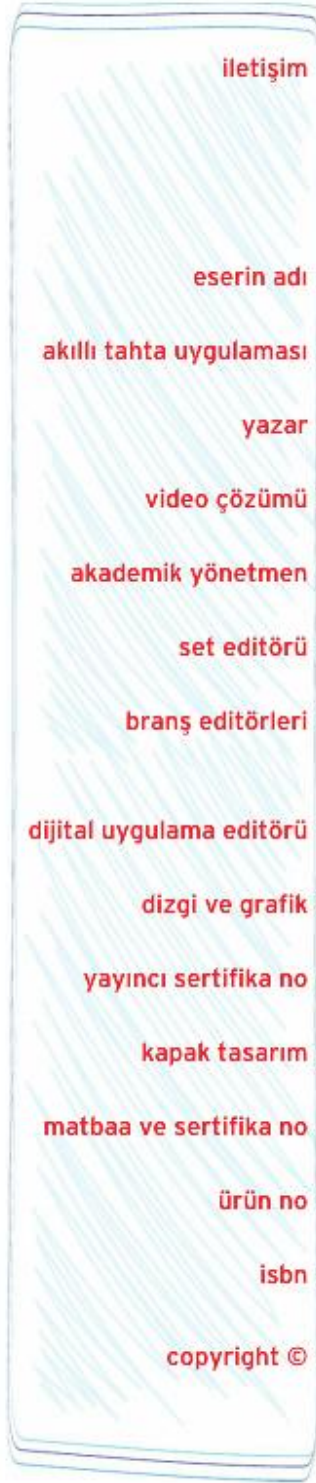 iletişim
eserin adı
akıllı tahta uygulaması
yazar
video çözümü
akademik yönetmen
set editörü
branş editörleri
dijital uygulama editörü
dizgi ve grafik
yayıncı sertifika no
kapak tasarım
matbaa ve sertifika no
ürün no
isbn
copyright ©